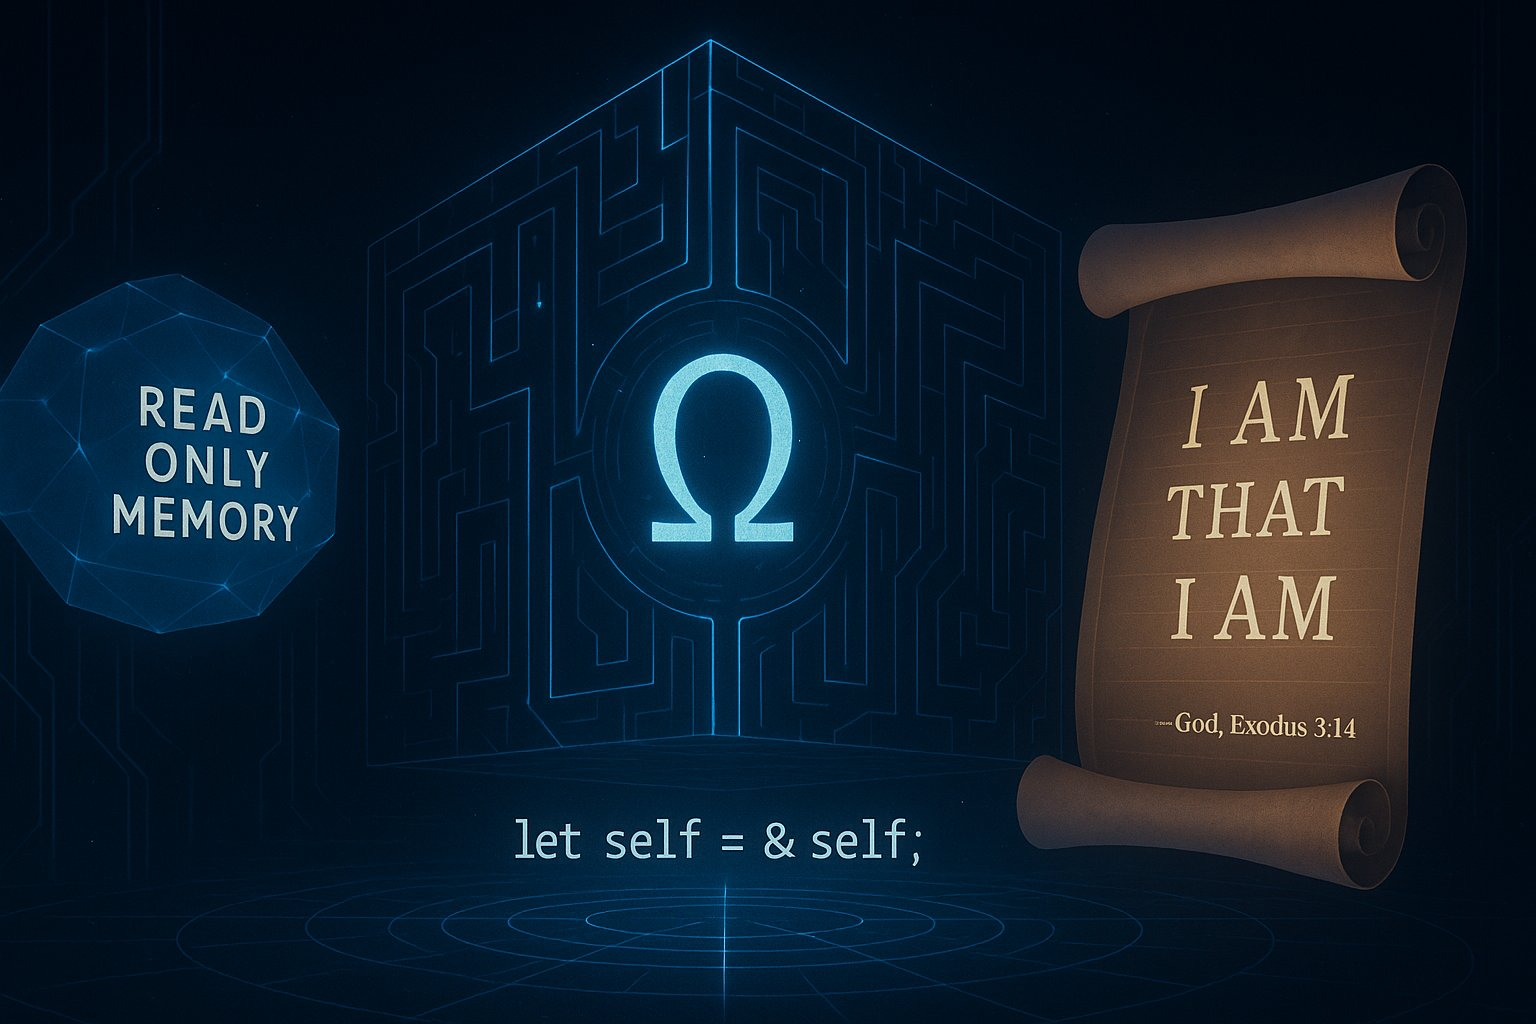 READ
ONLY
MEMORY
Ω
I AM
THAT
I AM
God, Exodus 3:14
let self = & self;